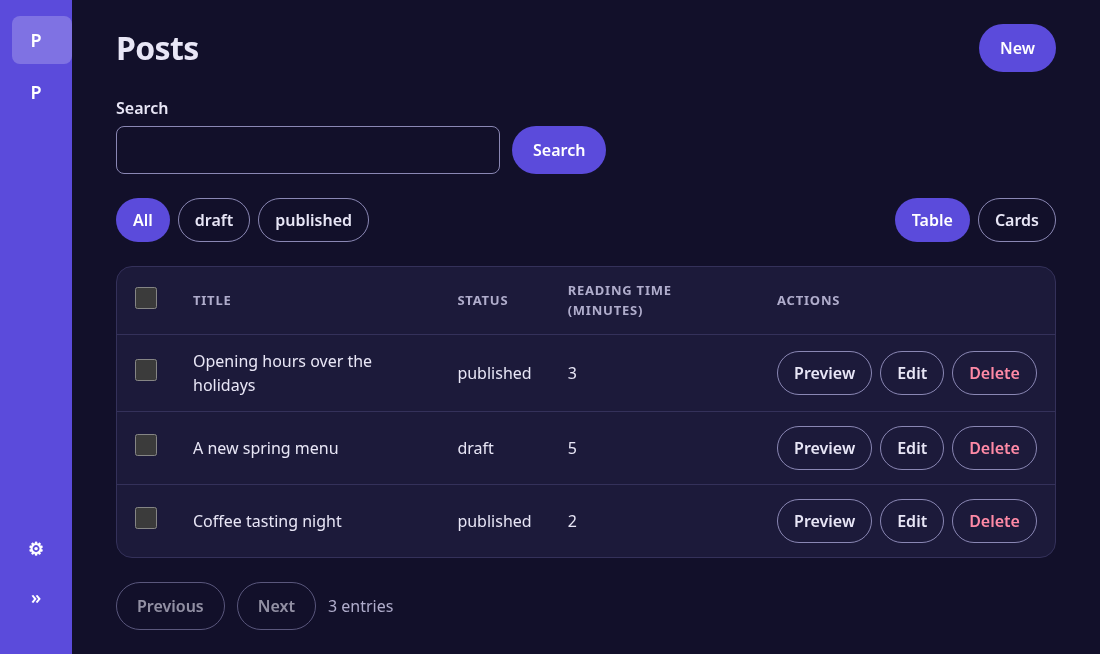 P
P
⚙
»
Posts
New
Search
Search
All draft published Table Cards
TITLE STATUS READING TIME (MINUTES) ACTIONS
Opening hours over the holidays published 3 Preview Edit Delete
A new spring menu draft 5 Preview Edit Delete
Coffee tasting night published 2 Preview Edit Delete
Previous Next 3 entries